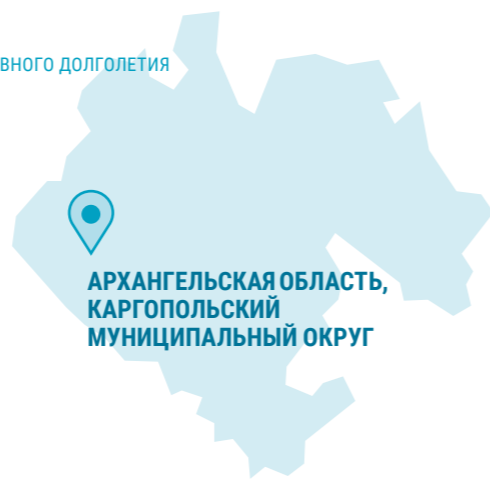 ВНОГО ДОЛГОЛЕТИЯ
АРХАНГЕЛЬСКАЯ ОБЛАСТЬ,
КАРГОПОЛЬСКИЙ
МУНИЦИПАЛЬНЫЙ ОКРУГ